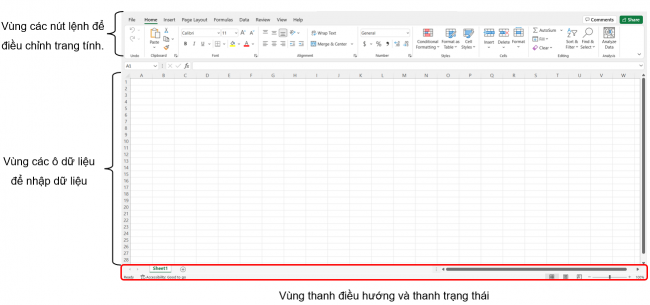 File Home Insert Page Layout Formulas Data Review View Help Comments Share
Vùng các nút lệnh để
điều chỉnh trang tính.
Paste Calibri 11 A A Wrap Text General Conditional Format as Cell Insert Delete Format AutoSum Sort & Find & Analyze
B I U A Merge & Center $ % Formatting Table Styles Fill Filter Select Data
Clear
Undo Clipboard Font Alignment Number Styles Cells Editing Analysis
A1 fx
A B C D E F G H I J K L M N O P Q R S T U V W
1
2
3
4
5
6
7
8
9
10
11
12
Vùng các ô dữ liệu
13
14
để nhập dữ liệu
15
16
17
18
19
20
21
22
23
24
25
26
27
28
Sheet1
Ready Accessibility: Good to go 100%
Vùng thanh điều hướng và thanh trạng thái